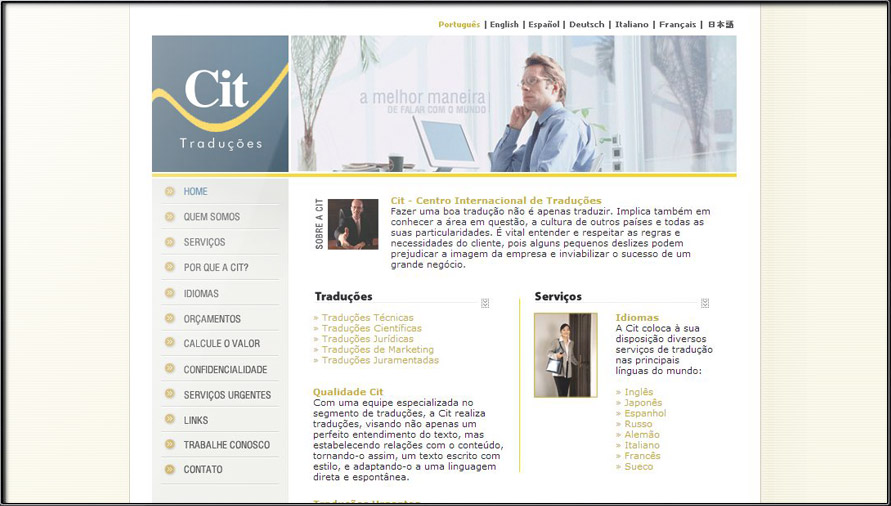 Português | English | Español | Deutsch | Italiano | Français | 日本語
Cit
Traduções
a melhor maneira
DE FALAR COM O MUNDO
HOME
QUEM SOMOS
SERVIÇOS
POR QUE A CIT?
IDIOMAS
ORÇAMENTOS
CALCULE O VALOR
CONFIDENCIALIDADE
SERVIÇOS URGENTES
LINKS
TRABALHE CONOSCO
CONTATO
SOBRE A CIT
Cit - Centro Internacional de Traduções
Fazer uma boa tradução não é apenas traduzir. Implica também em
conhecer a área em questão, a cultura de outros países e todas as
suas particularidades. É vital entender e respeitar as regras e
necessidades do cliente, pois alguns pequenos deslizes podem
prejudicar a imagem da empresa e inviabilizar o sucesso de um
grande negócio.
Traduções
» Traduções Técnicas
» Traduções Científicas
» Traduções Jurídicas
» Traduções de Marketing
» Traduções Juramentadas
Qualidade Cit
Com uma equipe especializada no
segmento de traduções, a Cit realiza
traduções, visando não apenas um
perfeito entendimento do texto, mas
estabelecendo relações com o conteúdo,
tornando-o assim, um texto escrito com
estilo, e adaptando-o a uma linguagem
direta e espontânea.
Traduções Urgentes
Serviços
Idiomas
A Cit coloca à sua
disposição diversos
serviços de tradução
nas principais
línguas do mundo:
» Inglês
» Japonês
» Espanhol
» Russo
» Alemão
» Italiano
» Francês
» Sueco